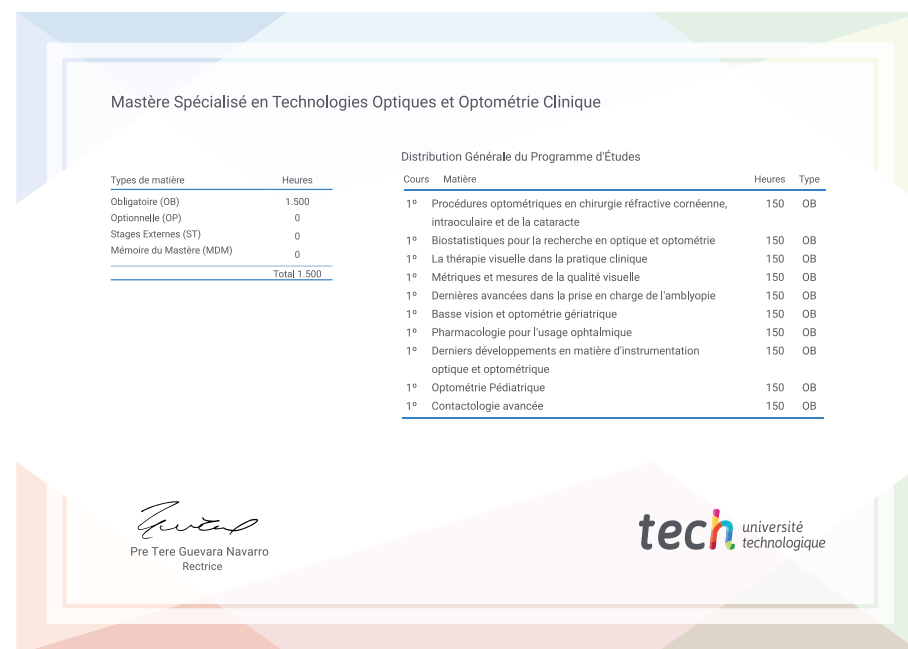 Mastère Spécialisé en Technologies Optiques et Optométrie Clinique
Types de matière Heures
Obligatoire (OB) 1.500
Optionnelle (OP) 0
Stages Externes (ST) 0
Mémoire du Mastère (MDM) 0
Total 1.500
Distribution Générale du Programme d'Études
Cours Matière Heures Type
1º Procédures optométriques en chirurgie réfractive cornéenne, 150 OB
intraoculaire et de la cataracte
1º Biostatistiques pour la recherche en optique et optométrie 150 OB
1º La thérapie visuelle dans la pratique clinique 150 OB
1º Métriques et mesures de la qualité visuelle 150 OB
1º Dernières avancées dans la prise en charge de l'amblyopie 150 OB
1º Basse vision et optométrie gériatrique 150 OB
1º Pharmacologie pour l'usage ophtalmique 150 OB
1º Derniers développements en matière d'instrumentation 150 OB
optique et optométrique
1º Optométrie Pédiatrique 150 OB
1º Contactologie avancée 150 OB
Pre Tere Guevara Navarro
Rectrice
tech université
technologique